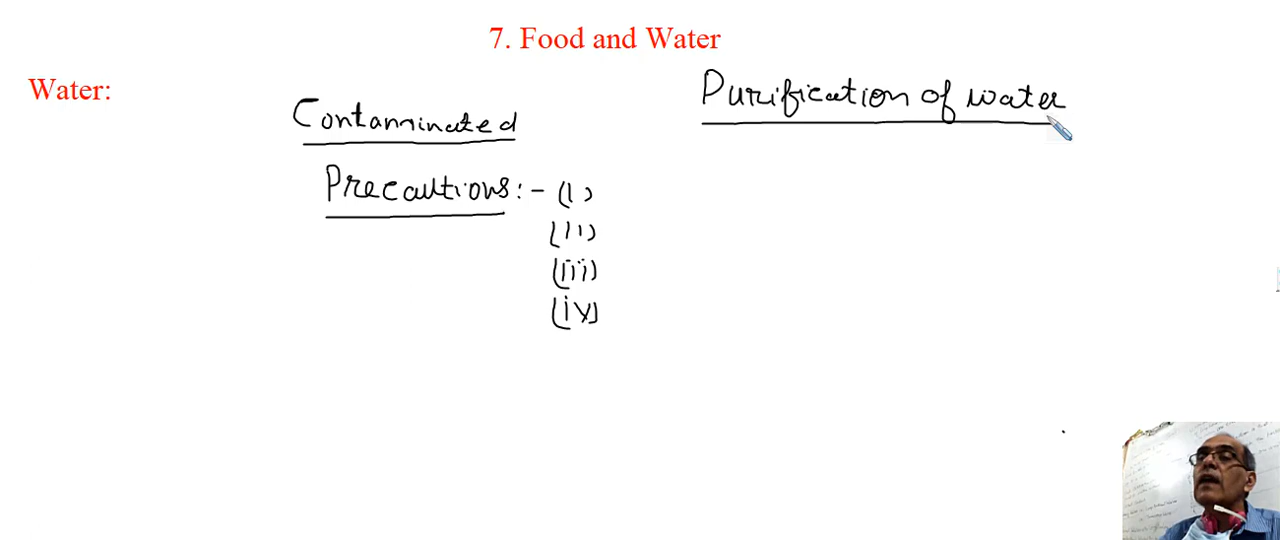 7. Food and Water
Water:
Contaminated
Precautions:- (i)
(ii)
(iii)
(iv)
Purification of water